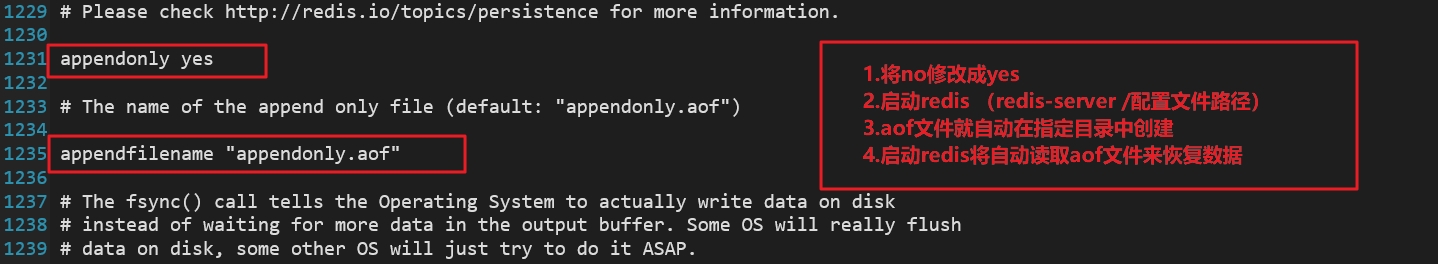 1229 # Please check http://redis.io/topics/persistence for more information.
1230
1231 appendonly yes
1232
1233 # The name of the append only file (default: "appendonly.aof")
1234
1235 appendfilename "appendonly.aof"
1236
1237 # The fsync() call tells the Operating System to actually write data on disk
1238 # instead of waiting for more data in the output buffer. Some OS will really flush
1239 # data on disk, some other OS will just try to do it ASAP.
1.将no修改成yes
2.启动redis （redis-server /配置文件路径）
3.aof文件就自动在指定目录中创建
4.启动redis将自动读取aof文件来恢复数据